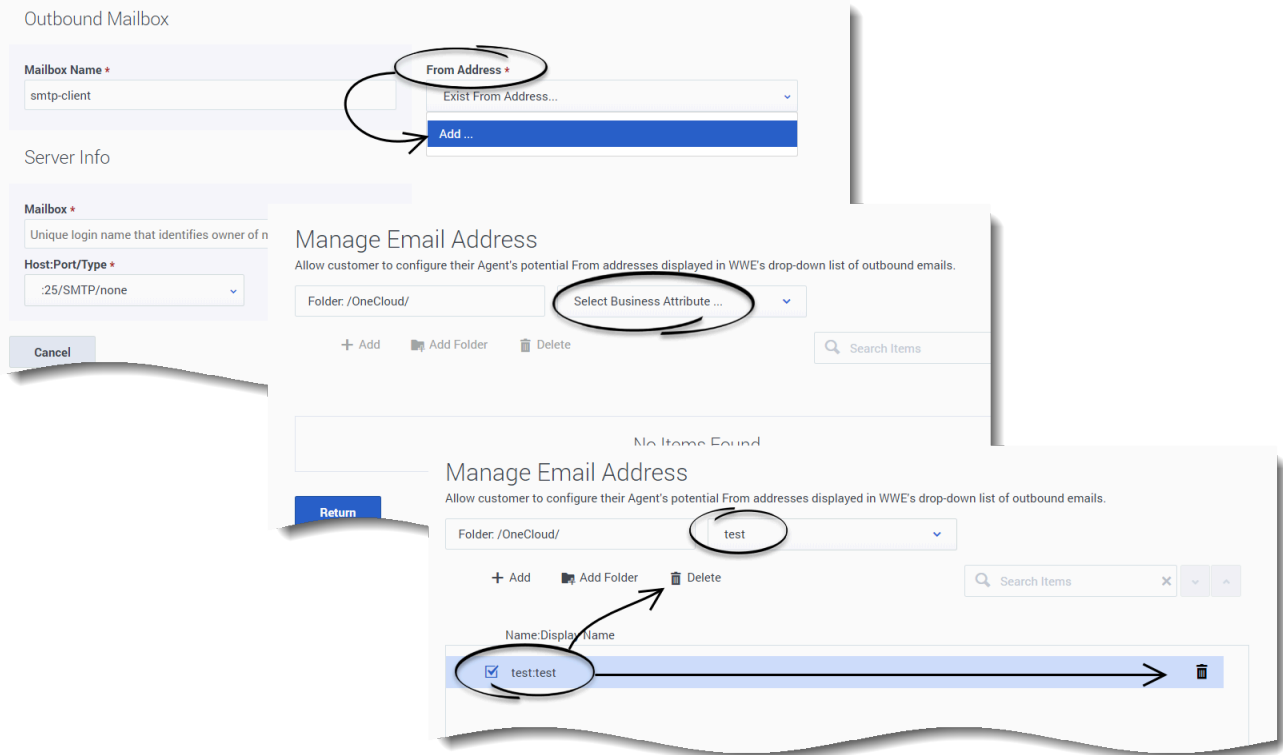 Outbound Mailbox
Mailbox Name *
smtp-client
From Address *
Exist From Address...
Add ...
Server Info
Mailbox *
Unique login name that identifies owner of
Host:Port/Type *
:25/SMTP/none
Cancel
Manage Email Address
Allow customer to configure their Agent's potential From addresses displayed in WWE's drop-down list of outbound emails.
Folder: /OneCloud/
Select Business Attribute ...
+ Add
Add Folder
Delete
Search Items
No Items Found
Return
Manage Email Address
Allow customer to configure their Agent's potential From addresses displayed in WWE's drop-down list of outbound emails.
Folder: /OneCloud/
test
+ Add
Add Folder
Delete
Search Items
Name:Display Name
test:test